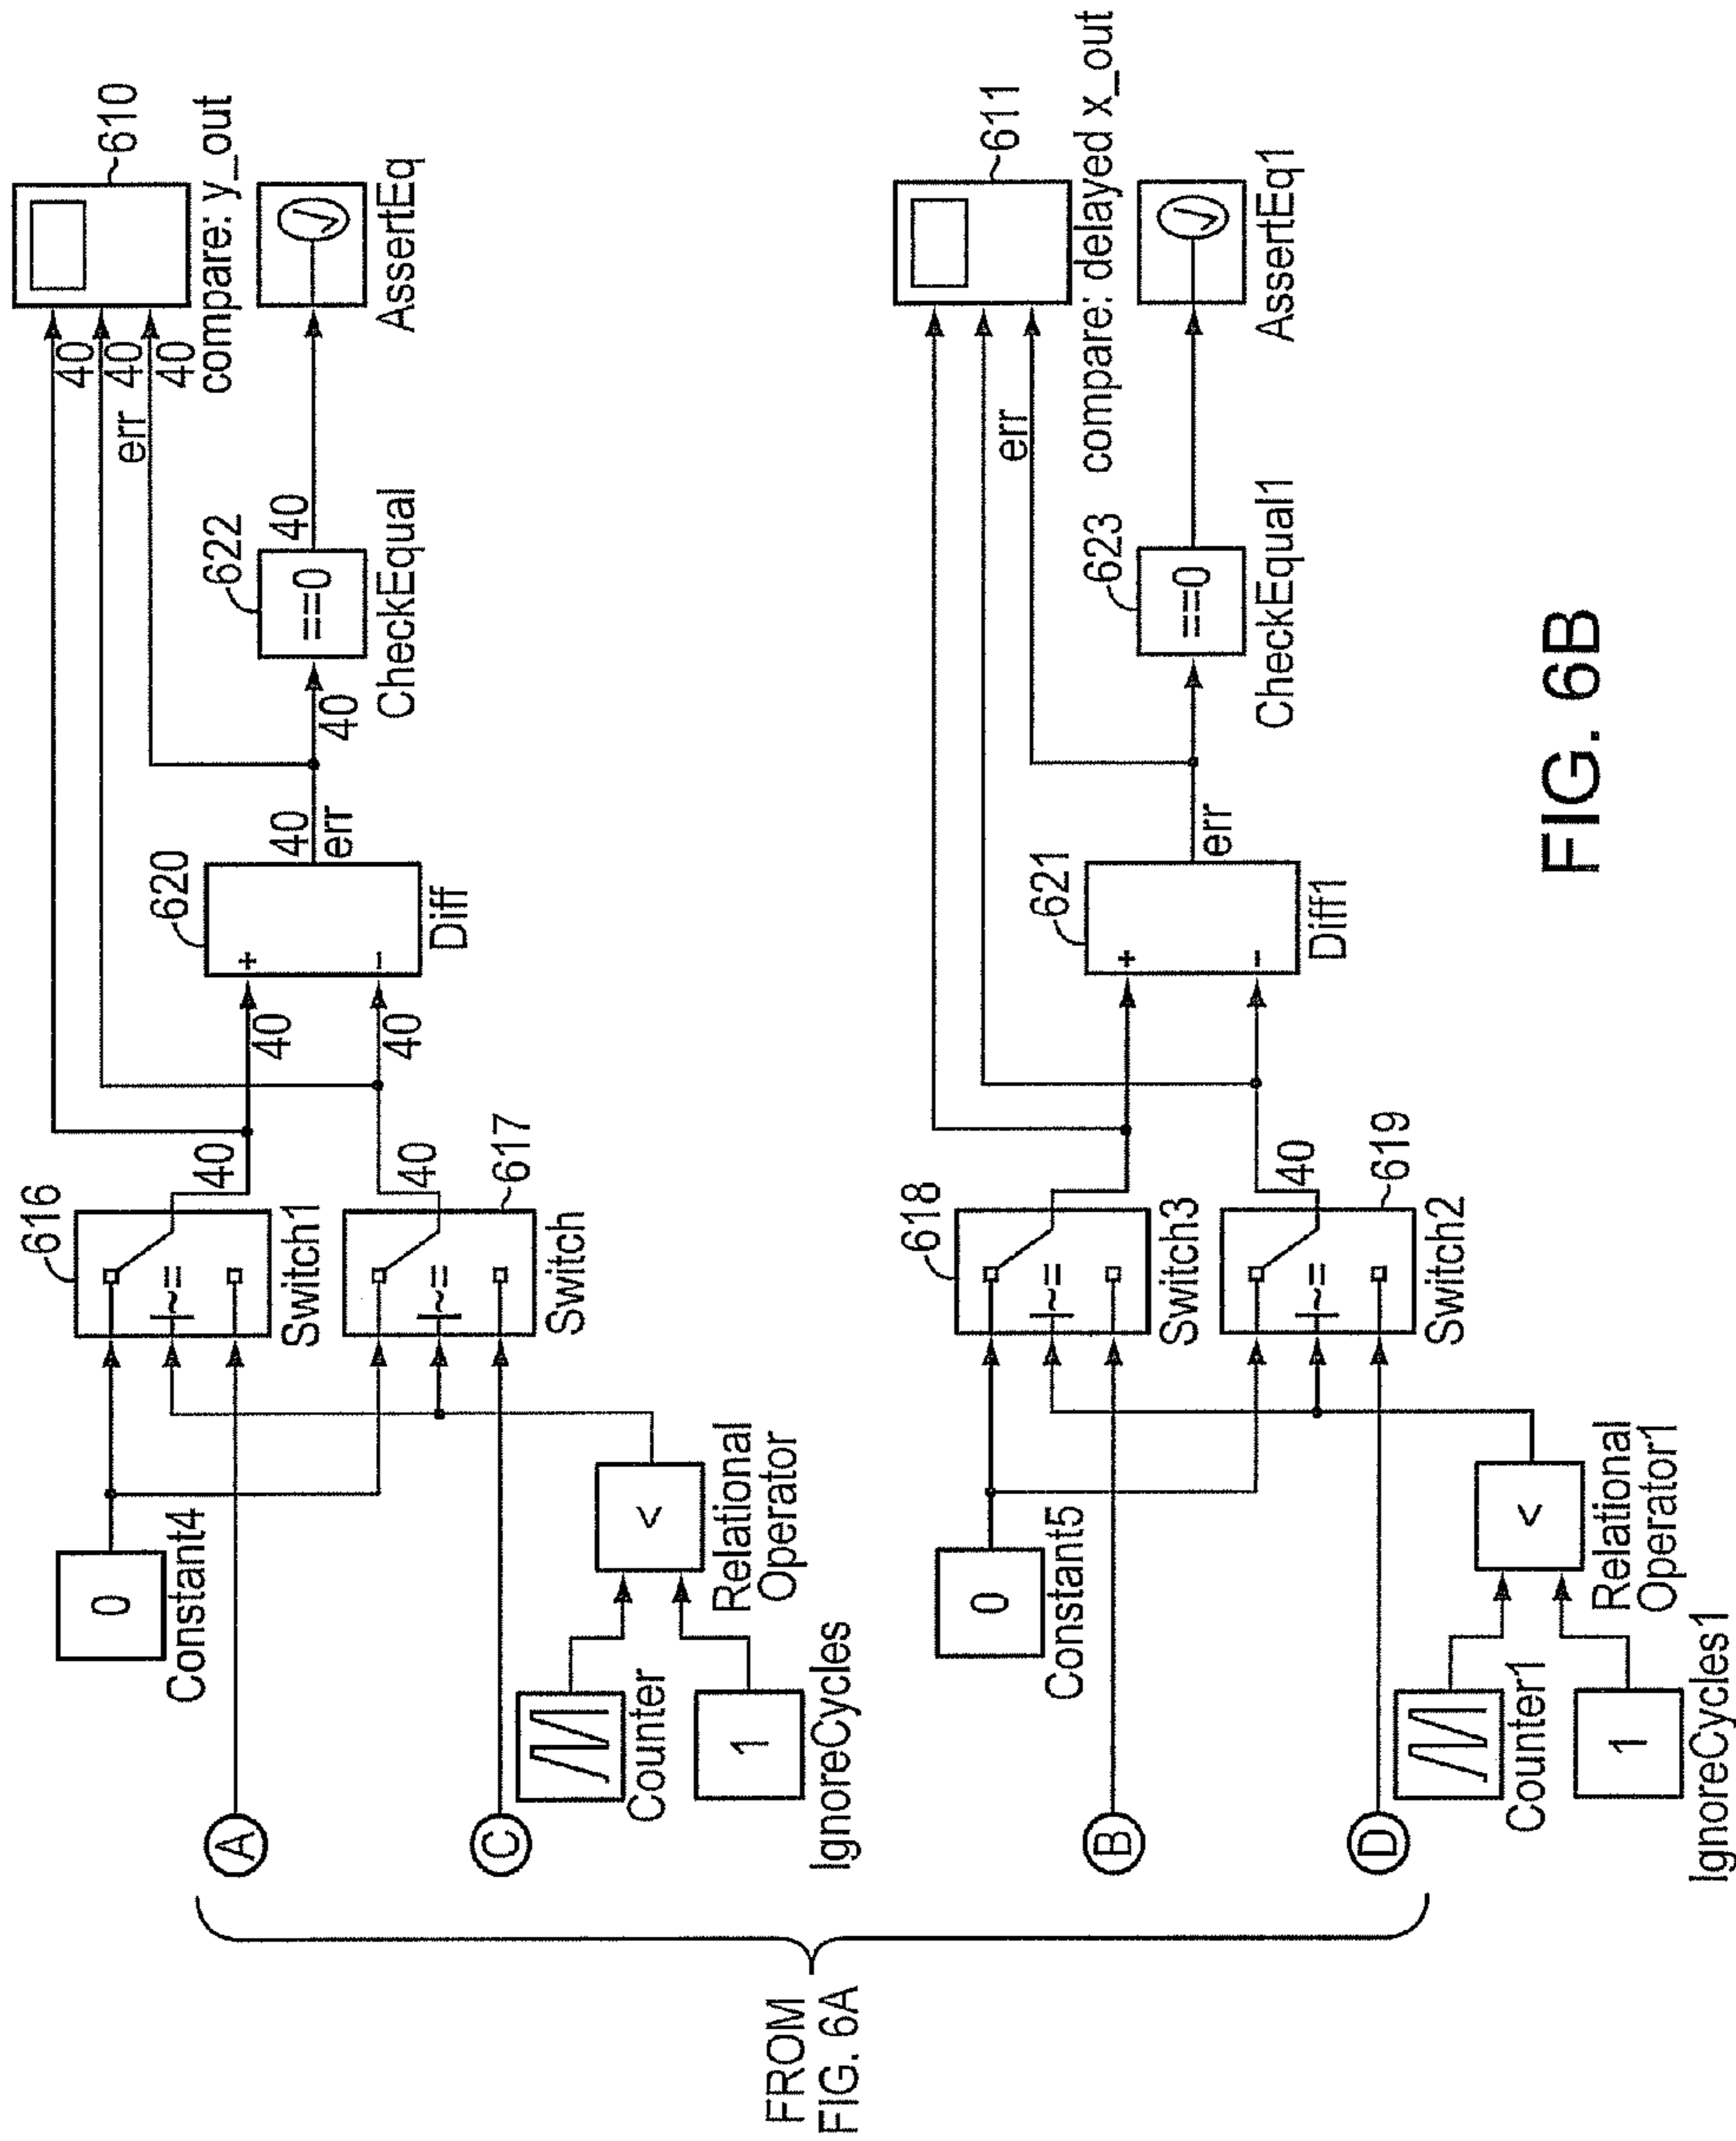 FROM
FIG. 6A
A
C
0
Constant4
Counter
1
IgnoreCycles
<
Relational
Operator
616
~=
Switch1
40
617
~=
Switch
40
40
40
620
+
-
Diff
40
err
40
622
==0
CheckEqual
40
err
40
40
40
610
compare: y_out
AssertEq
B
D
0
Constant5
Counter1
1
IgnoreCycles1
<
Relational
Operator1
618
~=
Switch3
619
~=
Switch2
40
621
+
-
Diff1
err
623
==0
CheckEqual1
err
611
compare: delayed x_out
AssertEq1
FIG. 6B